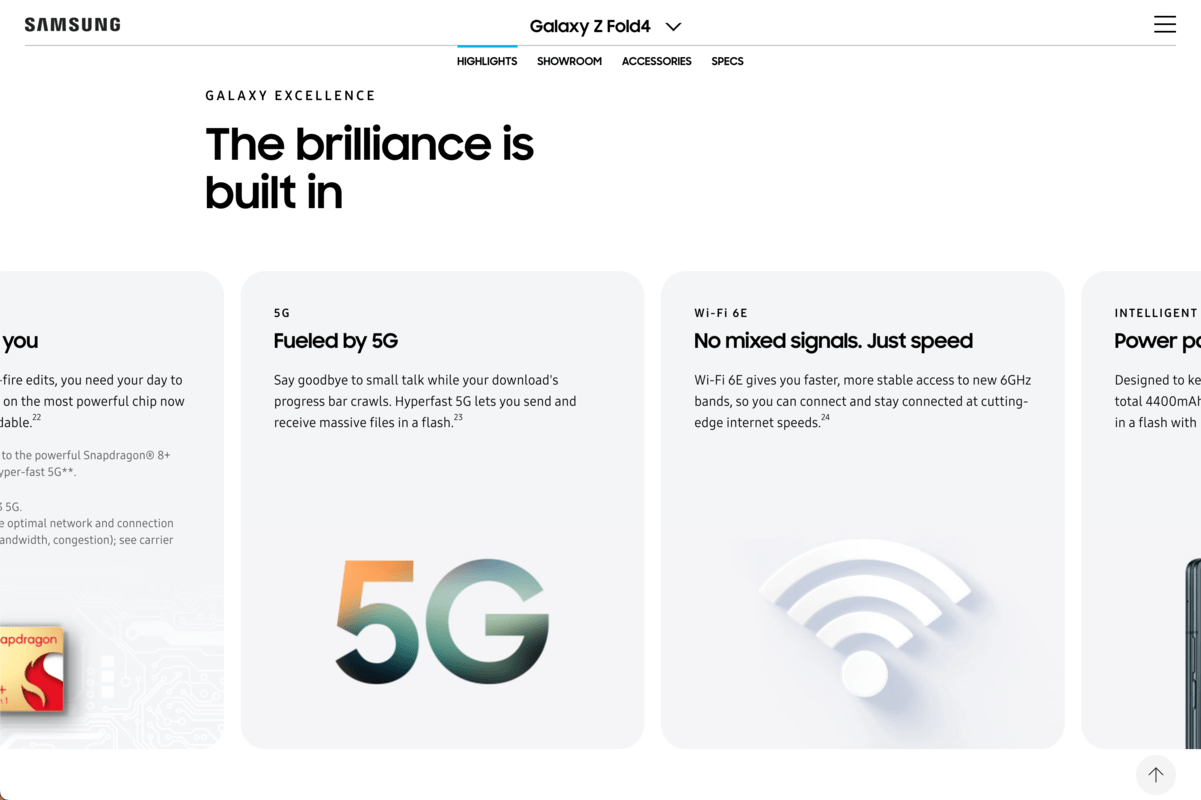 SAMSUNG
Galaxy Z Fold4
HIGHLIGHTS SHOWROOM ACCESSORIES SPECS
GALAXY EXCELLENCE
The brilliance is
built in
you
-fire edits, you need your day to
on the most powerful chip now
dable.22
to the powerful Snapdragon® 8+
yper-fast 5G**.
5G.
e optimal network and connection
andwidth, congestion); see carrier
apdragon
+
5G
Fueled by 5G
Say goodbye to small talk while your download's
progress bar crawls. Hyperfast 5G lets you send and
receive massive files in a flash.23
5G
Wi-Fi 6E
No mixed signals. Just speed
Wi-Fi 6E gives you faster, more stable access to new 6GHz
bands, so you can connect and stay connected at cutting-
edge internet speeds.24
INTELLIGENT
Power po
Designed to ke
total 4400mAh
in a flash with